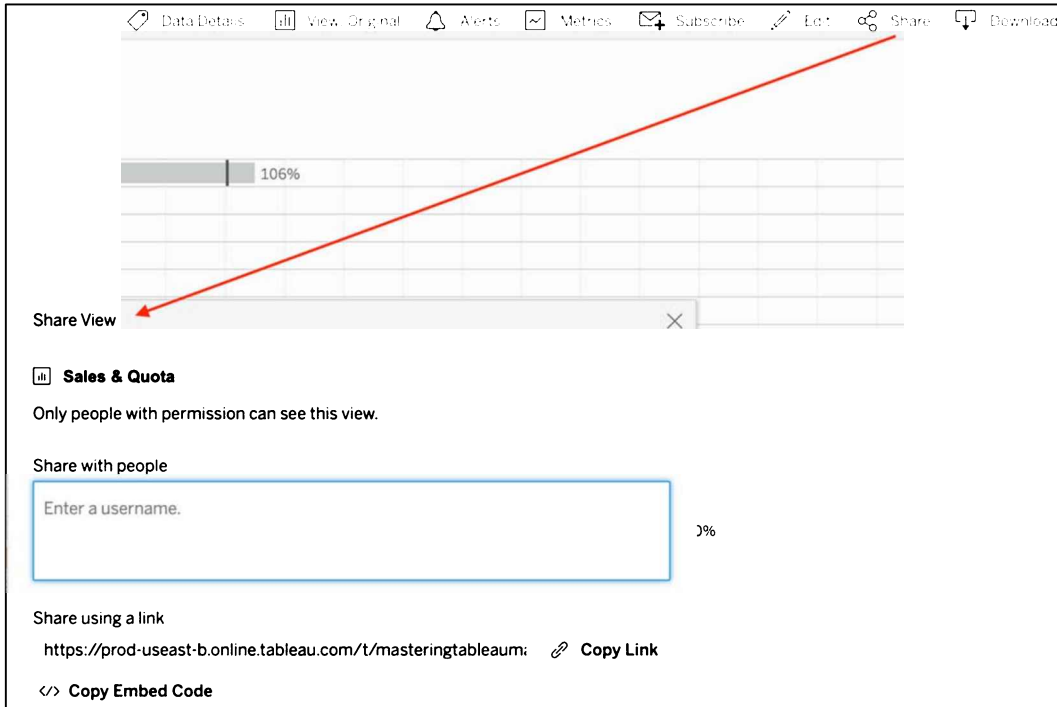 Data Details View Original Alerts Metrics Subscribe Edit Share Download
106%
Share View
Sales & Quota
Only people with permission can see this view.
Share with people
Enter a username.
0%
Share using a link
https://prod-useast-b.online.tableau.com/t/masteringtableauma Copy Link
</> Copy Embed Code